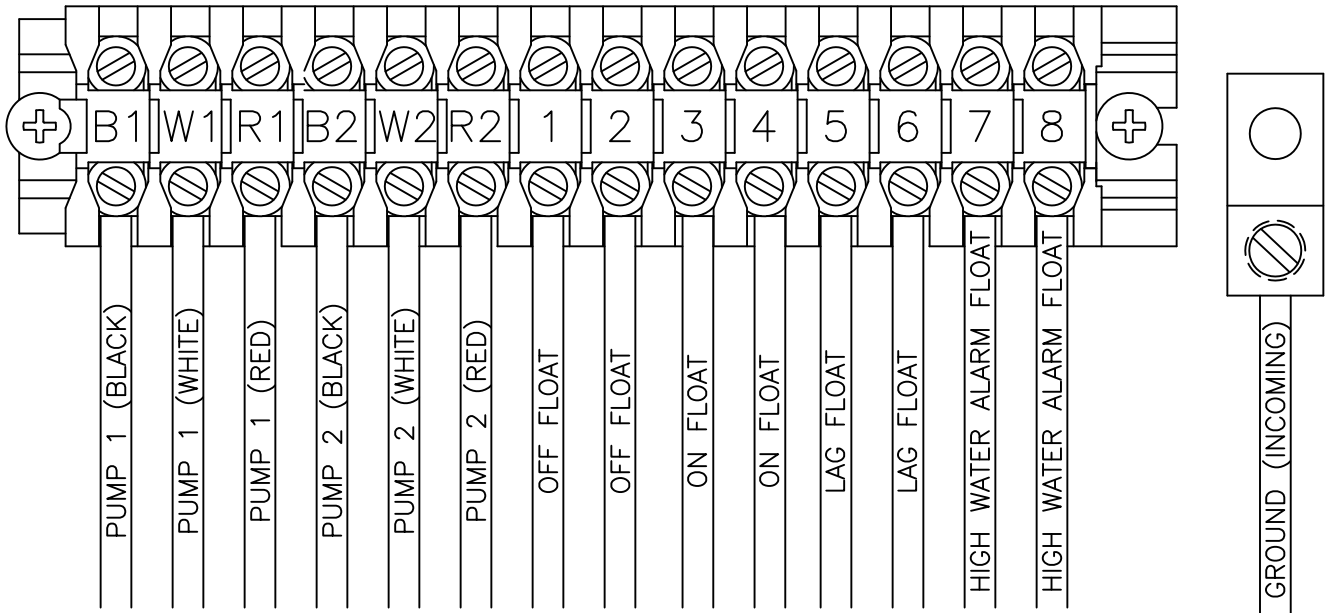 B1 W1 R1 B2 W2 R2 1 2 3 4 5 6 7 8
PUMP 1 (BLACK)
PUMP 1 (WHITE)
PUMP 1 (RED)
PUMP 2 (BLACK)
PUMP 2 (WHITE)
PUMP 2 (RED)
OFF FLOAT
OFF FLOAT
ON FLOAT
ON FLOAT
LAG FLOAT
LAG FLOAT
HIGH WATER ALARM FLOAT
HIGH WATER ALARM FLOAT
GROUND (INCOMING)